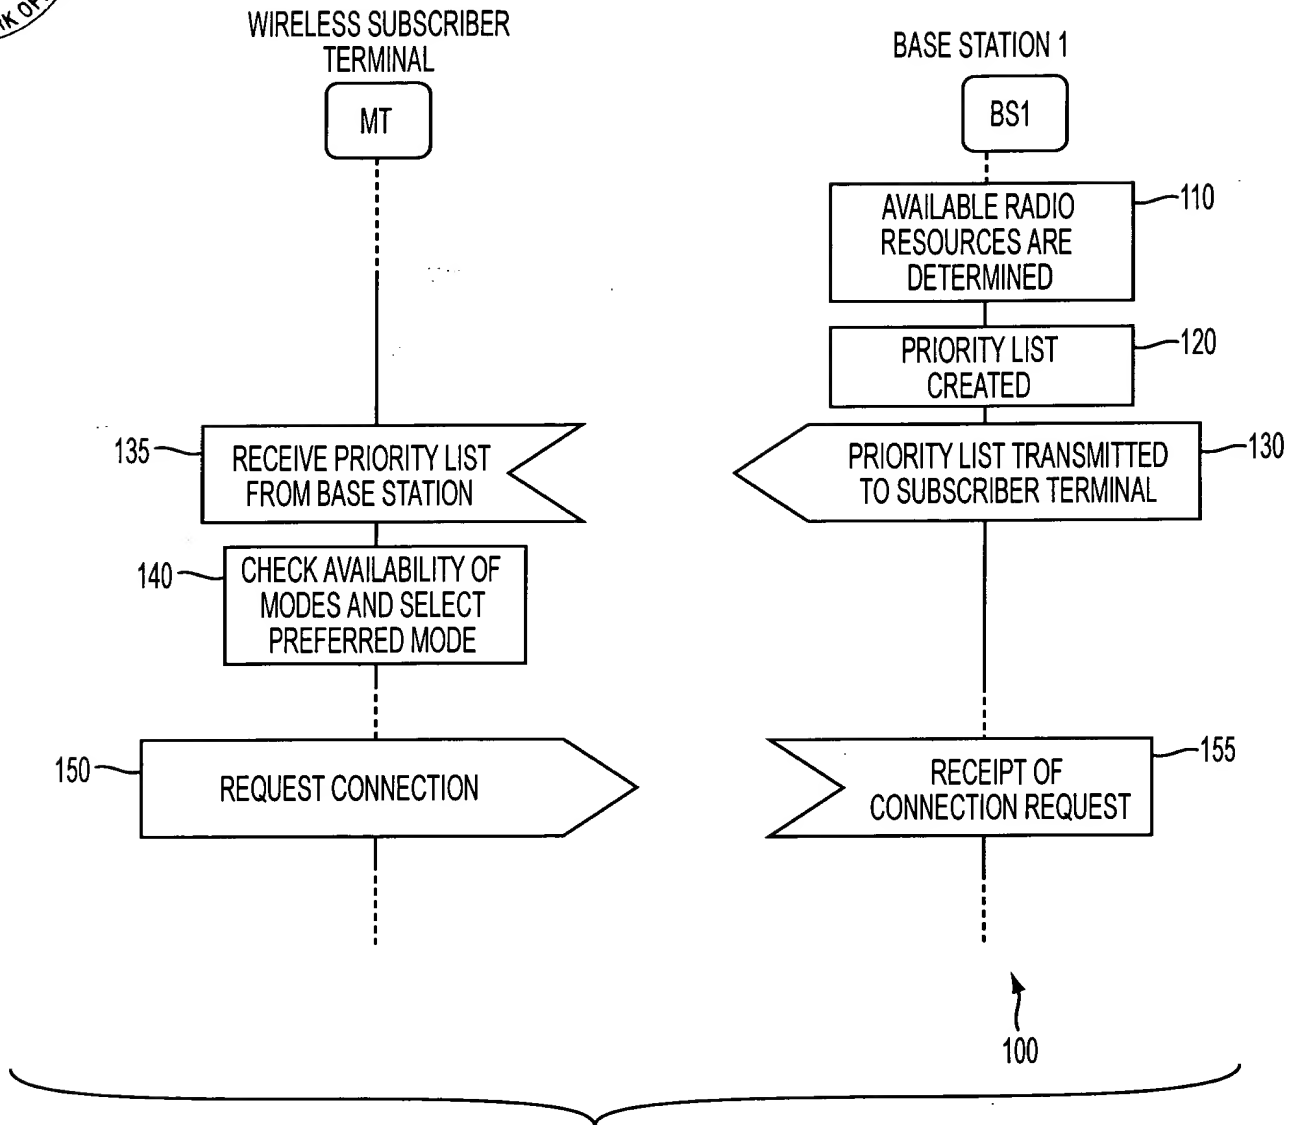 WIRELESS SUBSCRIBER
TERMINAL
MT
BASE STATION 1
BS1
AVAILABLE RADIO
RESOURCES ARE
DETERMINED
110
PRIORITY LIST
CREATED
120
135
RECEIVE PRIORITY LIST
FROM BASE STATION
PRIORITY LIST TRANSMITTED
TO SUBSCRIBER TERMINAL
130
140
CHECK AVAILABILITY OF
MODES AND SELECT
PREFERRED MODE
150
REQUEST CONNECTION
RECEIPT OF
CONNECTION REQUEST
155
100